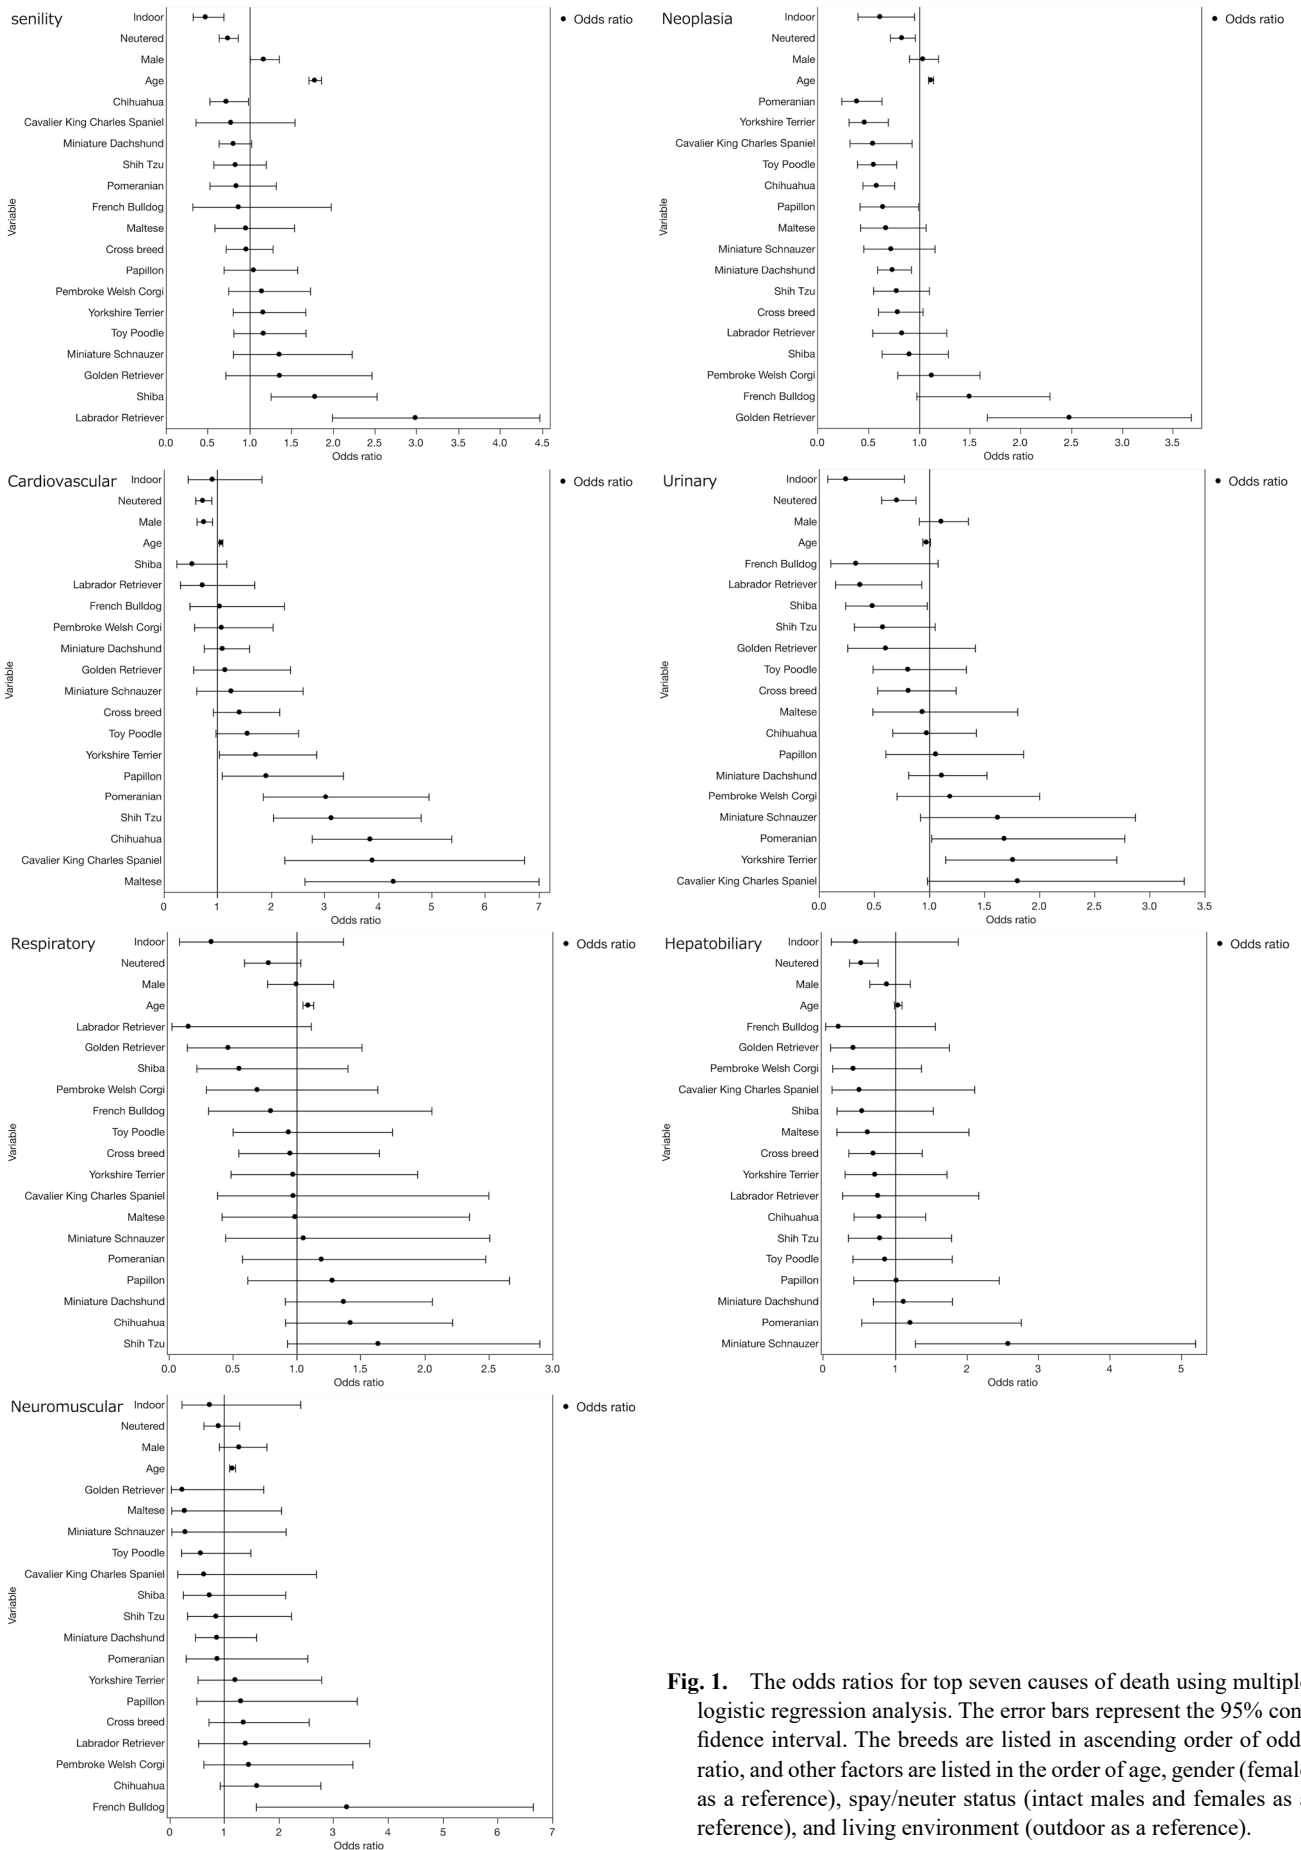 senility
Odds ratio
Variable
Indoor
Neutered
Male
Age
Chihuahua
Cavalier King Charles Spaniel
Miniature Dachshund
Shih Tzu
Pomeranian
French Bulldog
Maltese
Cross breed
Papillon
Pembroke Welsh Corgi
Yorkshire Terrier
Toy Poodle
Miniature Schnauzer
Golden Retriever
Shiba
Labrador Retriever
0.0 0.5 1.0 1.5 2.0 2.5 3.0 3.5 4.0 4.5
Odds ratio
Neoplasia
Odds ratio
Variable
Indoor
Neutered
Male
Age
Pomeranian
Yorkshire Terrier
Cavalier King Charles Spaniel
Toy Poodle
Chihuahua
Papillon
Maltese
Miniature Schnauzer
Miniature Dachshund
Shih Tzu
Cross breed
Labrador Retriever
Shiba
Pembroke Welsh Corgi
French Bulldog
Golden Retriever
0.0 0.5 1.0 1.5 2.0 2.5 3.0 3.5
Odds ratio
Cardiovascular
Odds ratio
Variable
Indoor
Neutered
Male
Age
Shiba
Labrador Retriever
French Bulldog
Pembroke Welsh Corgi
Miniature Dachshund
Golden Retriever
Miniature Schnauzer
Cross breed
Toy Poodle
Yorkshire Terrier
Papillon
Pomeranian
Shih Tzu
Chihuahua
Cavalier King Charles Spaniel
Maltese
0 1 2 3 4 5 6 7
Odds ratio
Urinary
Odds ratio
Variable
Indoor
Neutered
Male
Age
French Bulldog
Labrador Retriever
Shiba
Shih Tzu
Golden Retriever
Toy Poodle
Cross breed
Maltese
Chihuahua
Papillon
Miniature Dachshund
Pembroke Welsh Corgi
Miniature Schnauzer
Pomeranian
Yorkshire Terrier
Cavalier King Charles Spaniel
0.0 0.5 1.0 1.5 2.0 2.5 3.0 3.5
Odds ratio
Respiratory
Odds ratio
Variable
Indoor
Neutered
Male
Age
Labrador Retriever
Golden Retriever
Shiba
Pembroke Welsh Corgi
French Bulldog
Toy Poodle
Cross breed
Yorkshire Terrier
Cavalier King Charles Spaniel
Maltese
Miniature Schnauzer
Pomeranian
Papillon
Miniature Dachshund
Chihuahua
Shih Tzu
0.0 0.5 1.0 1.5 2.0 2.5 3.0
Odds ratio
Hepatobiliary
Odds ratio
Variable
Indoor
Neutered
Male
Age
French Bulldog
Golden Retriever
Pembroke Welsh Corgi
Cavalier King Charles Spaniel
Shiba
Maltese
Cross breed
Yorkshire Terrier
Labrador Retriever
Chihuahua
Shih Tzu
Toy Poodle
Papillon
Miniature Dachshund
Pomeranian
Miniature Schnauzer
0 1 2 3 4 5
Odds ratio
Neuromuscular
Odds ratio
Variable
Indoor
Neutered
Male
Age
Golden Retriever
Maltese
Miniature Schnauzer
Toy Poodle
Cavalier King Charles Spaniel
Shiba
Shih Tzu
Miniature Dachshund
Pomeranian
Yorkshire Terrier
Papillon
Cross breed
Labrador Retriever
Pembroke Welsh Corgi
Chihuahua
French Bulldog
0 1 2 3 4 5 6 7
Odds ratio
Fig. 1. The odds ratios for top seven causes of death using multiple
logistic regression analysis. The error bars represent the 95% con
fidence interval. The breeds are listed in ascending order of odd
ratio, and other factors are listed in the order of age, gender (female
as a reference), spay/neuter status (intact males and females as a
reference), and living environment (outdoor as a reference).